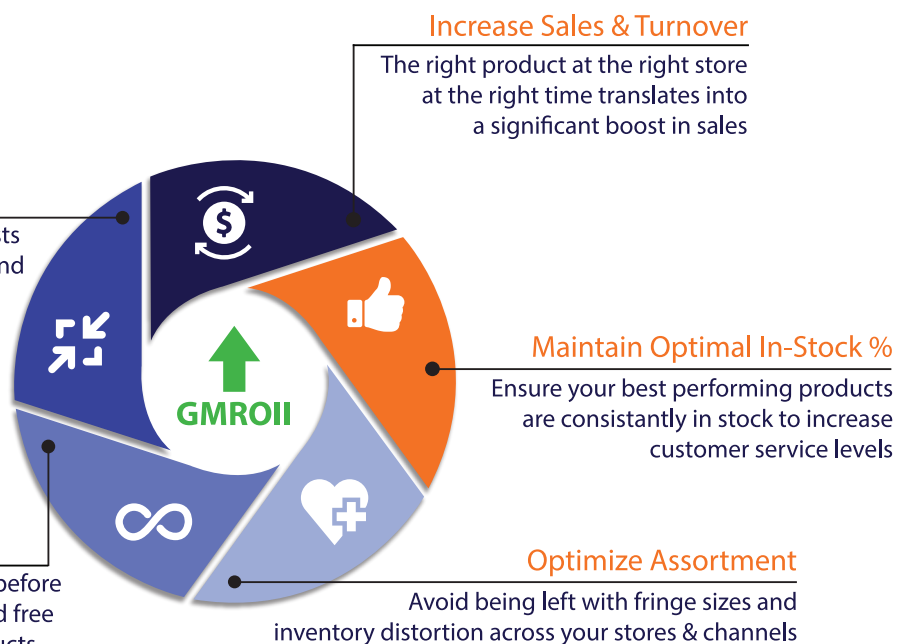 Increase Sales & Turnover
The right product at the right store
at the right time translates into
a significant boost in sales
GMROII
Maintain Optimal In-Stock %
Ensure your best performing products
are consistantly in stock to increase
customer service levels
Optimize Assortment
Avoid being left with fringe sizes and
inventory distortion across your stores & channels
before
free